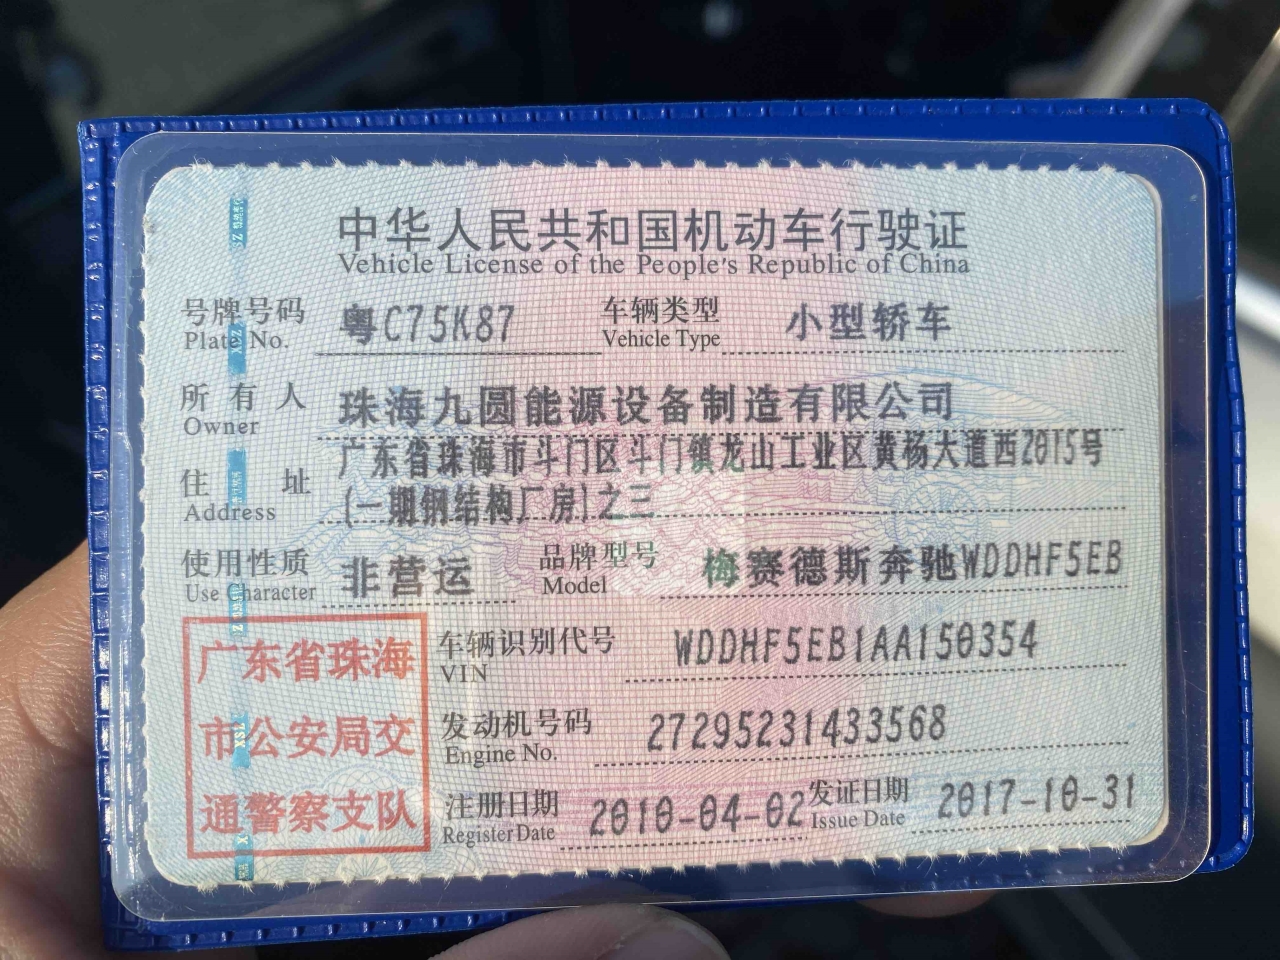 中华人民共和国机动车行驶证
Vehicle License of the People's Republic of China
号牌号码 粤C75K87 车辆类型 小型轿车
Plate No. Vehicle Type
所有人 珠海九圆能源设备制造有限公司
Owner
广东省珠海市斗门区斗门镇龙山工业区黄杨大道西2015号
住址 (一期钢结构厂房)之三
Address
使用性质 非营运 品牌型号 梅赛德斯奔驰WDDHF5EB
Use Character Model
广东省珠海
市公安局交
通警察支队
车辆识别代号 WDDHF5EB1AA150354
VIN
发动机号码 27295231433568
Engine No.
注册日期 2010-04-02 发证日期 2017-10-31
Register Date Issue Date